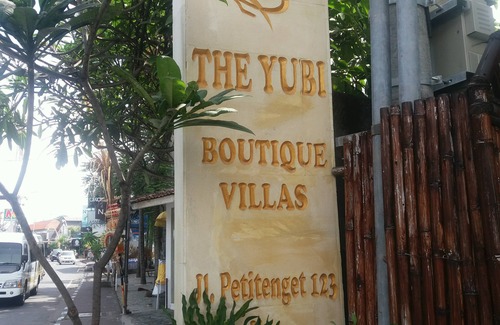 THE YUBI
BOUTIQUE
VILLAS
Jl. Petitenget 123